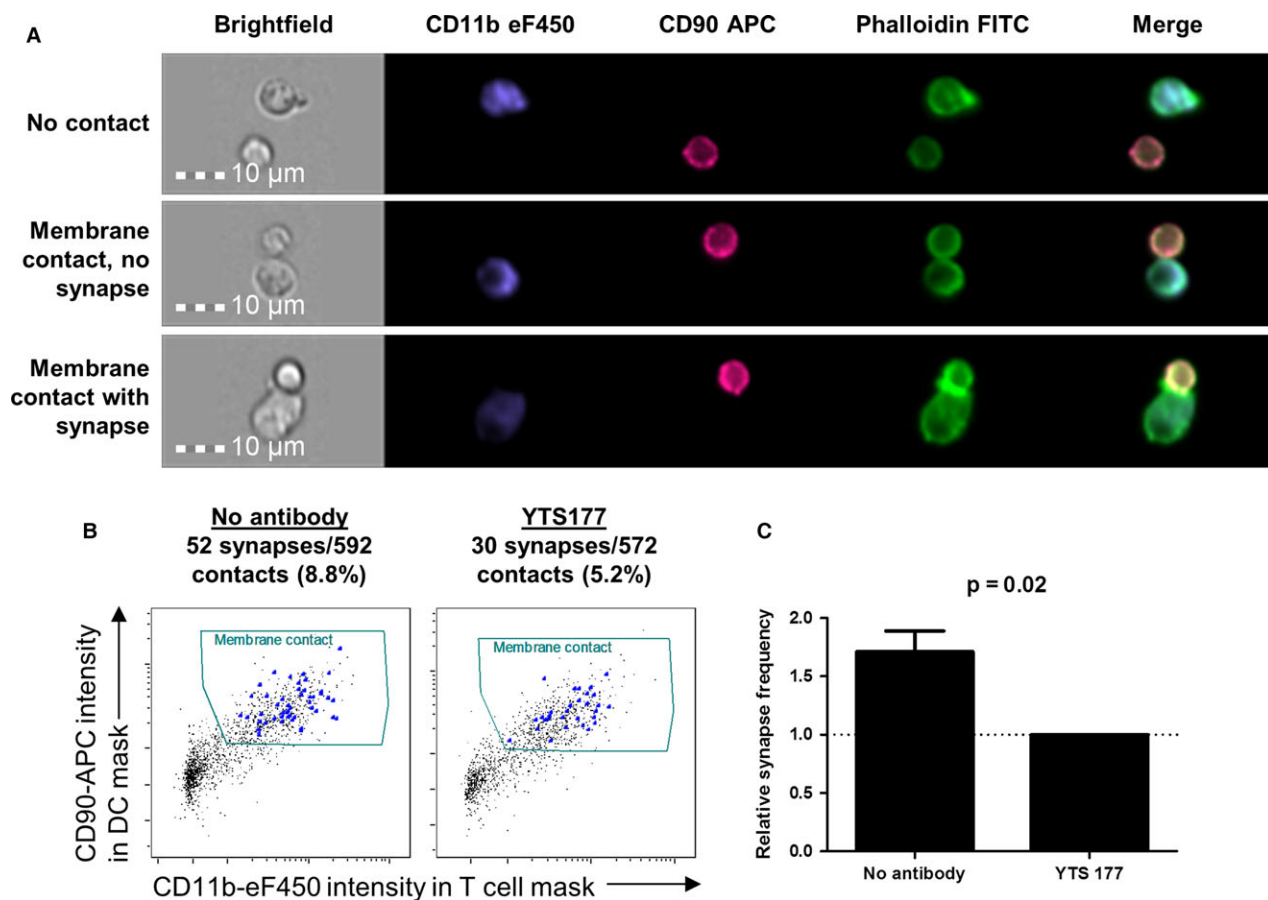 A
Brightfield
CD11b eF450
CD90 APC
Phalloidin FITC
Merge
No contact
10 μm
Membrane
contact, no
synapse
10 μm
Membrane
contact with
synapse
10 μm
B
No antibody
52 synapses/592
contacts (8.8%)
YTS177
30 synapses/572
contacts (5.2%)
CD90-APC intensity
in DC mask
Membrane contact
Membrane contact
CD11b-eF450 intensity in T cell mask
C
p = 0.02
Relative synapse frequency
2.0
1.5
1.0
0.5
0.0
No antibody
YTS 177